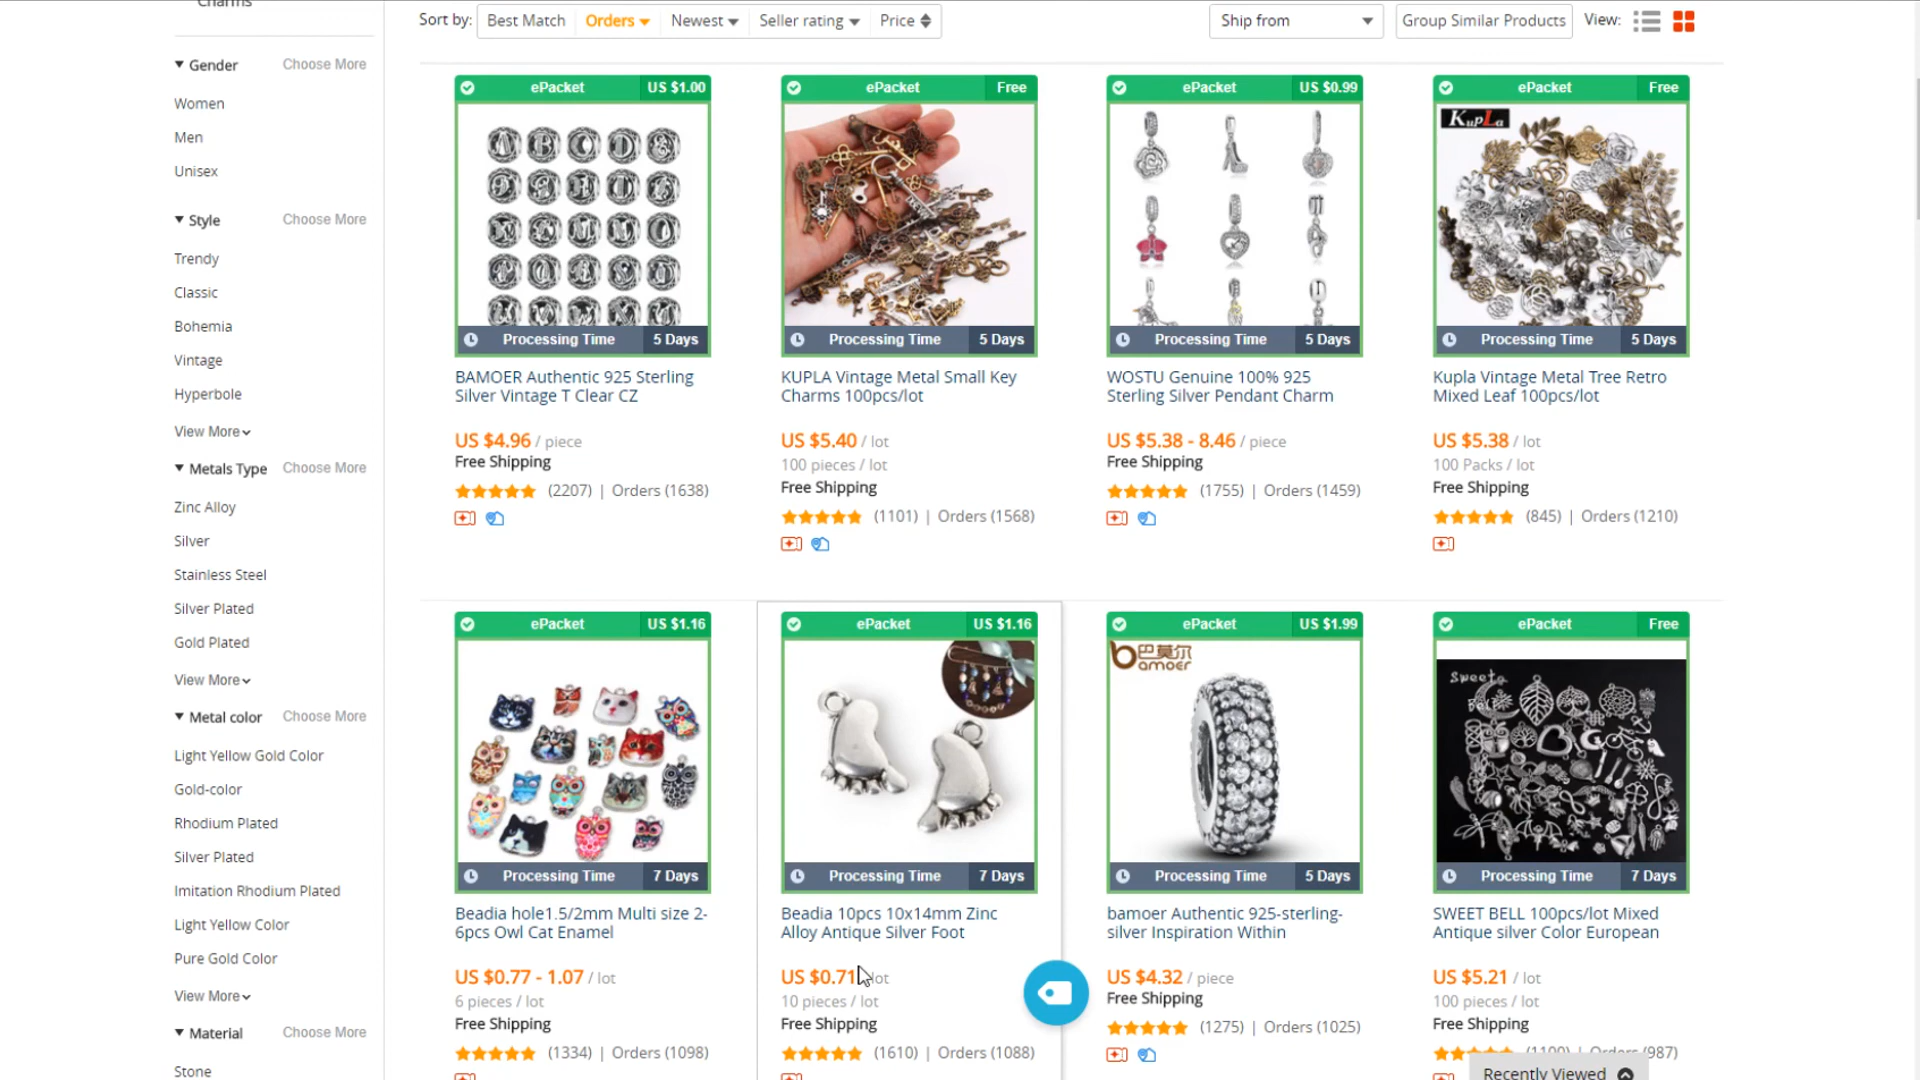 Charms
Sort by: Best Match Orders Newest Seller rating Price Ship from Group Similar Products View:
Gender Choose More
Women
Men
Unisex
Style Choose More
Trendy
Classic
Bohemia
Vintage
Hyperbole
View More
Metals Type Choose More
Zinc Alloy
Silver
Stainless Steel
Silver Plated
Gold Plated
View More
Metal color Choose More
Light Yellow Gold Color
Gold-color
Rhodium Plated
Silver Plated
Imitation Rhodium Plated
Light Yellow Color
Pure Gold Color
View More
Material Choose More
Stone
ePacket US $1.00
Processing Time 5 Days
BAMOER Authentic 925 Sterling
Silver Vintage T Clear CZ
US $4.96 / piece
Free Shipping
(2207) | Orders (1638)
ePacket Free
Processing Time 5 Days
KUPLA Vintage Metal Small Key
Charms 100pcs/lot
US $5.40 / lot
100 pieces / lot
Free Shipping
(1101) | Orders (1568)
ePacket US $0.99
Processing Time 5 Days
WOSTU Genuine 100% 925
Sterling Silver Pendant Charm
US $5.38 - 8.46 / piece
Free Shipping
(1755) | Orders (1459)
ePacket Free
KupLa
Processing Time 5 Days
Kupla Vintage Metal Tree Retro
Mixed Leaf 100pcs/lot
US $5.38 / lot
100 Packs / lot
Free Shipping
(845) | Orders (1210)
ePacket US $1.16
Processing Time 7 Days
Beadia hole1.5/2mm Multi size 2-
6pcs Owl Cat Enamel
US $0.77 - 1.07 / lot
6 pieces / lot
Free Shipping
(1334) | Orders (1098)
ePacket US $1.16
Processing Time 7 Days
Beadia 10pcs 10x14mm Zinc
Alloy Antique Silver Foot
US $0.71 / lot
10 pieces / lot
Free Shipping
(1610) | Orders (1088)
ePacket US $1.99
巴莫尔
bamoer
Processing Time 5 Days
bamoer Authentic 925-sterling-
silver Inspiration Within
US $4.32 / piece
Free Shipping
(1275) | Orders (1025)
ePacket Free
Sweet
Bell
Processing Time 7 Days
SWEET BELL 100pcs/lot Mixed
Antique silver Color European
US $5.21 / lot
100 pieces / lot
Free Shipping
(987)
Recently Viewed